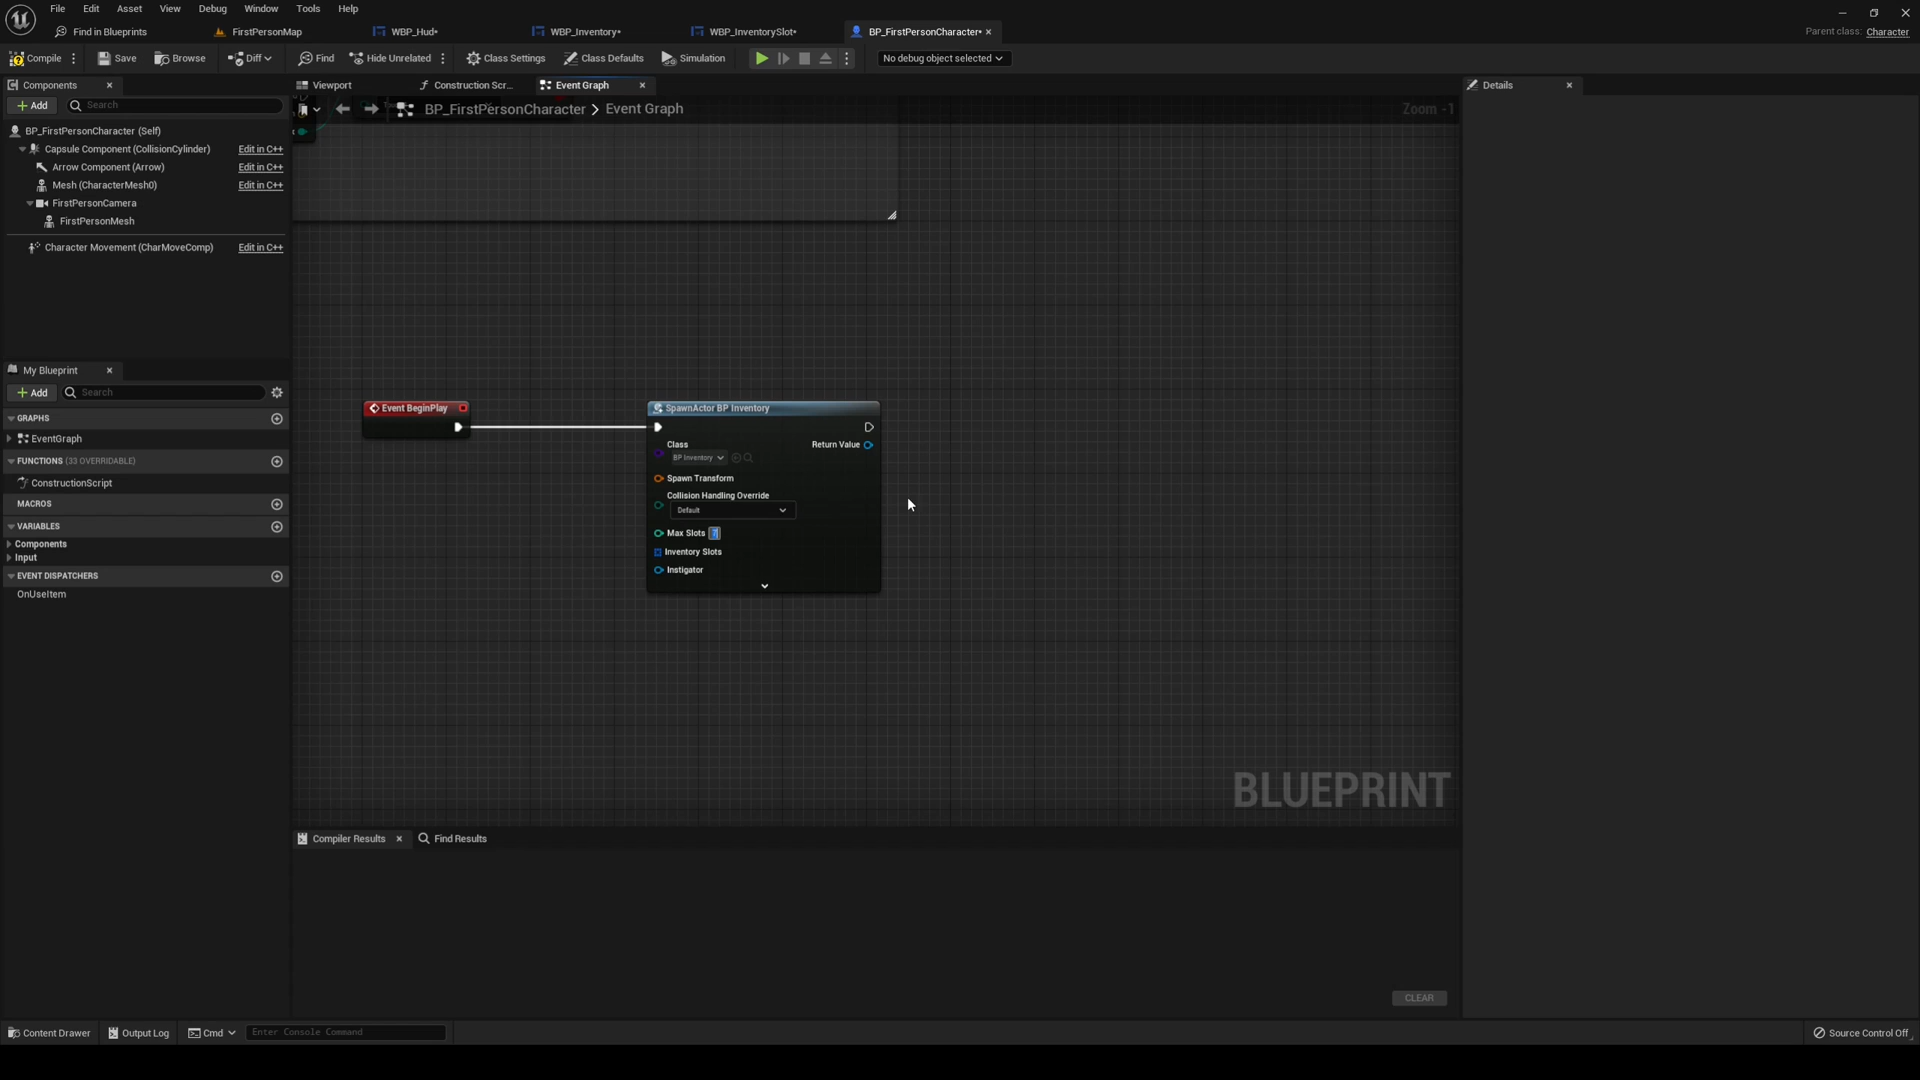 File Edit Asset View Debug Window Tools Help
Find in Blueprints FirstPersonMap WBP_Hud* WBP_Inventory* WBP_InventorySlot* BP_FirstPersonCharacter* Parent class: Character
Compile Save Browse Diff Find Hide Unrelated Class Settings Class Defaults Simulation No debug object selected
Components
Add Search
BP_FirstPersonCharacter (Self)
Capsule Component (CollisionCylinder) Edit in C++
Arrow Component (Arrow) Edit in C++
Mesh (CharacterMesh0) Edit in C++
FirstPersonCamera
FirstPersonMesh
Character Movement (CharMoveComp) Edit in C++
My Blueprint
Add Search
GRAPHS
EventGraph
FUNCTIONS (33 OVERRIDABLE)
ConstructionScript
MACROS
VARIABLES
Components
Input
EVENT DISPATCHERS
OnUseItem
Viewport Construction Scr... Event Graph
BP_FirstPersonCharacter > Event Graph Zoom -1
Event BeginPlay
SpawnActor BP Inventory
Class Return Value
BP Inventory
Spawn Transform
Collision Handling Override
Default
Max Slots
Inventory Slots
Instigator
BLUEPRINT
Compiler Results Find Results
CLEAR
Details
Content Drawer Output Log Cmd Enter Console Command Source Control Off